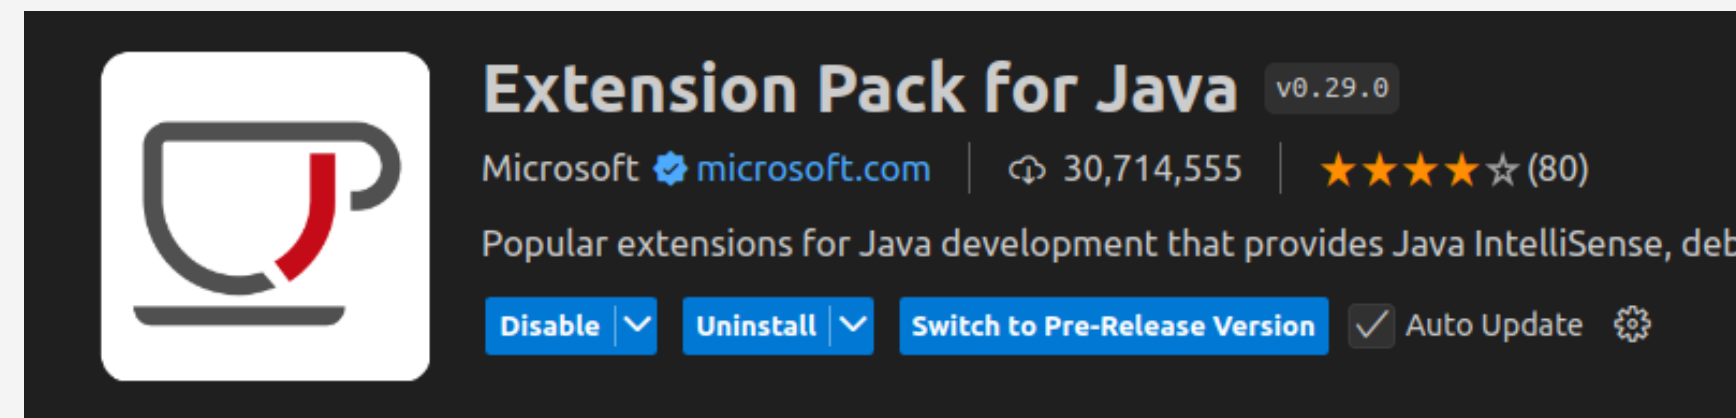 Extension Pack for Java v0.29.0
Microsoft microsoft.com 30,714,555 (80)
Popular extensions for Java development that provides Java IntelliSense, deb
Disable Uninstall Switch to Pre-Release Version Auto Update